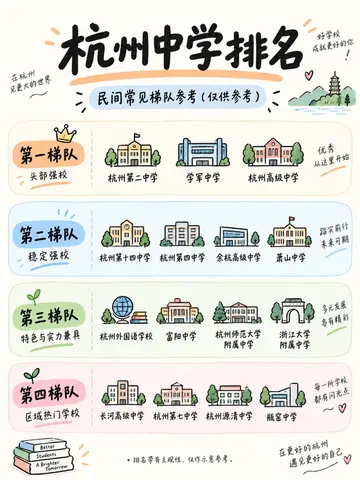 杭州中学排名
在杭州
见更大的世界
好学校
成就更好的你!
民间常见梯队参考(仅供参考)
第一梯队
头部强校
杭州第二中学
学军中学
杭州高级中学
优秀
从这里开始
第二梯队
稳定强校
杭州第十四中学
杭州第四中学
余杭高级中学
萧山中学
踏实前行
未来可期
第三梯队
特色与实力兼具
杭州外国语学校
富阳中学
杭州师范大学
附属中学
浙江大学
附属中学
多元发展
各有精彩
第四梯队
区域热门学校
长河高级中学
杭州第七中学
杭州源清中学
瓶窑中学
每一所学校
都有闪光点
Better
Students
A Brighter
Tomorrow
* 排名带有主观性,仅作示意参考。
在更好的杭州
遇见更好的自己